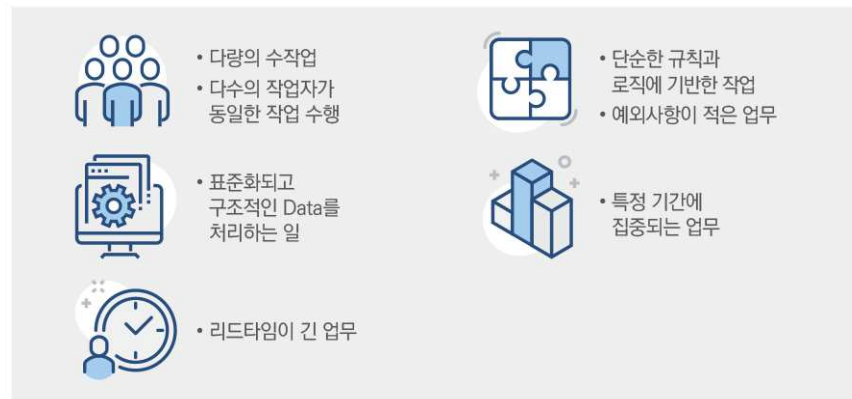 • 다량의 수작업
• 다수의 작업자가
동일한 작업 수행
• 단순한 규칙과
로직에 기반한 작업
• 예외사항이 적은 업무
• 표준화되고
구조적인 Data를
처리하는 일
• 특정 기간에
집중되는 업무
• 리드타임이 긴 업무